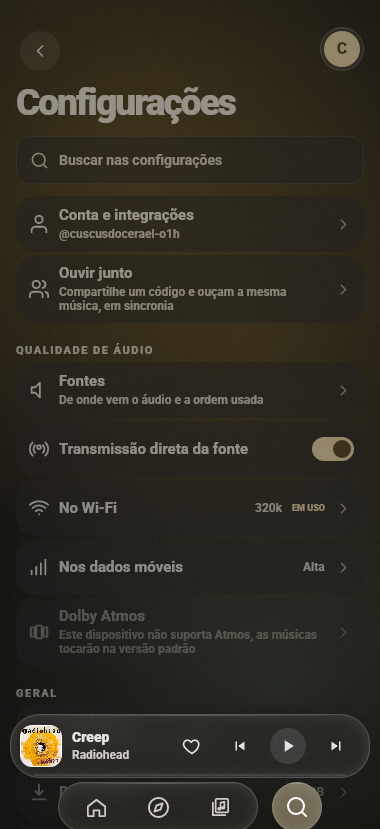 C
Configurações
Buscar nas configurações
Conta e integrações
@cuscusdocerael-o1h
Ouvir junto
Compartilhe um código e ouçam a mesma
música, em sincronia
QUALIDADE DE ÁUDIO
Fontes
De onde vem o áudio e a ordem usada
Transmissão direta da fonte
No Wi-Fi 320k EM USO
Nos dados móveis Alta
Dolby Atmos
Este dispositivo não suporta Atmos, as músicas
tocarão na versão padrão
GERAL
Creep
Radiohead